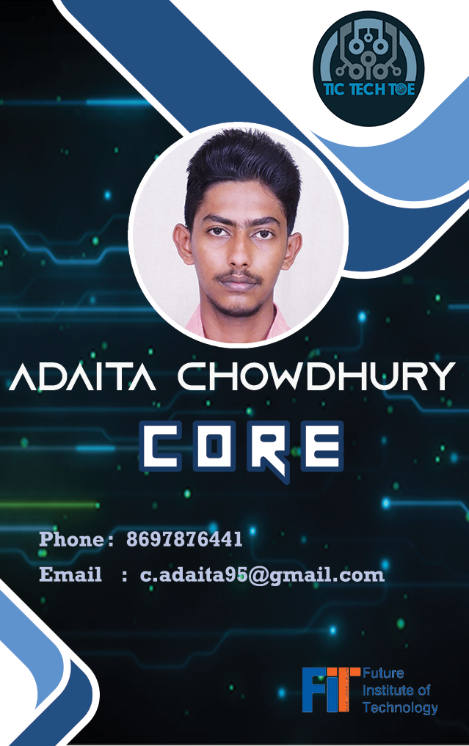 TIC TECH TOE
ADAITA CHOWDHURY
CORE
Phone : 8697876441
Email : c.adaita95@gmail.com
FIT
Future
Institute of
Technology